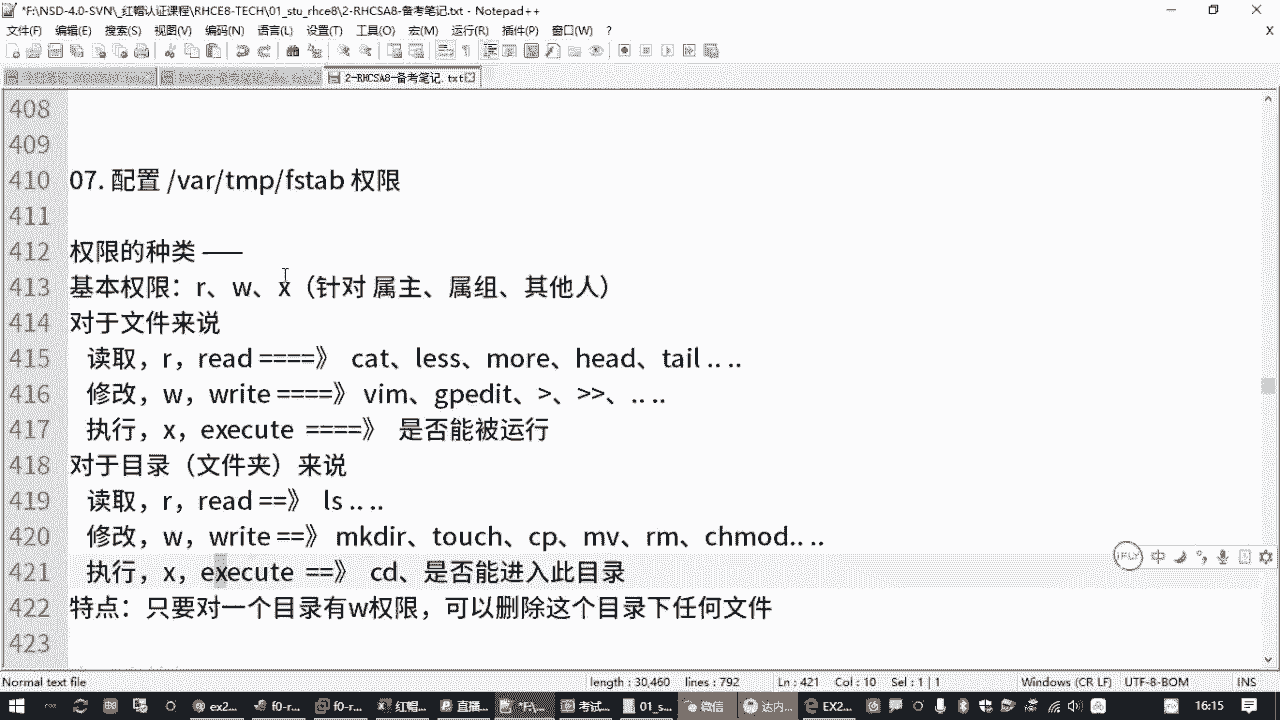 *F:\NSD-4.0-SVN\_红帽认证课程\RHCE8-TECH\01_stu_rhce8\2-RHCSA8-备考笔记.txt - Notepad++
文件(F) 编辑(E) 搜索(S) 视图(V) 编码(N) 语言(L) 设置(T) 工具(O) 宏(M) 运行(R) 插件(P) 窗口(W) ? X
2-RHCSA8-备考笔记.txt
408
409
410 07. 配置 /var/tmp/fstab 权限
411
412 权限的种类 ——
413 基本权限：r、w、x（针对 属主、属组、其他人）
414 对于文件来说
415 读取，r，read ====》 cat、less、more、head、tail .. ..
416 修改，w，write ====》 vim、gpedit、>、>>、.. ..
417 执行，x，execute ====》 是否能被运行
418 对于目录（文件夹）来说
419 读取，r，read ==》 ls .. ..
420 修改，w，write ==》 mkdir、touch、cp、mv、rm、chmod.. ..
421 执行，x，execute ==》 cd、是否能进入此目录
422 特点：只要对一个目录有w权限，可以删除这个目录下任何文件
423
iFLY 中
Normal text file length : 30,460 lines : 792 Ln : 421 Col : 10 Sel : 1 | 1 Windows (CR LF) UTF-8-BOM INS
ex2... f0-r... f0-r... 红帽... 直播... *F\... 考试... 01_s... 微信 达内... EX2... 16:15